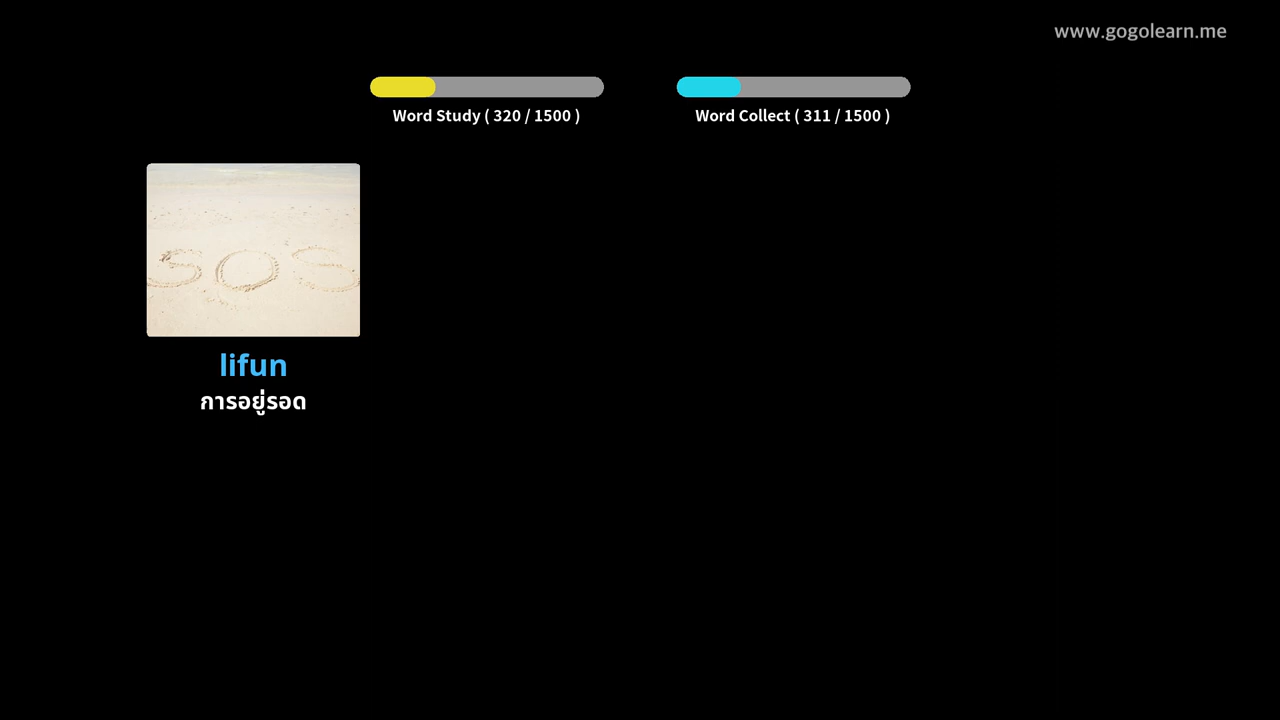 www.gogolearn.me
Word Study ( 320 / 1500 )
Word Collect ( 311 / 1500 )
SOS
lifun
การอยู่รอด